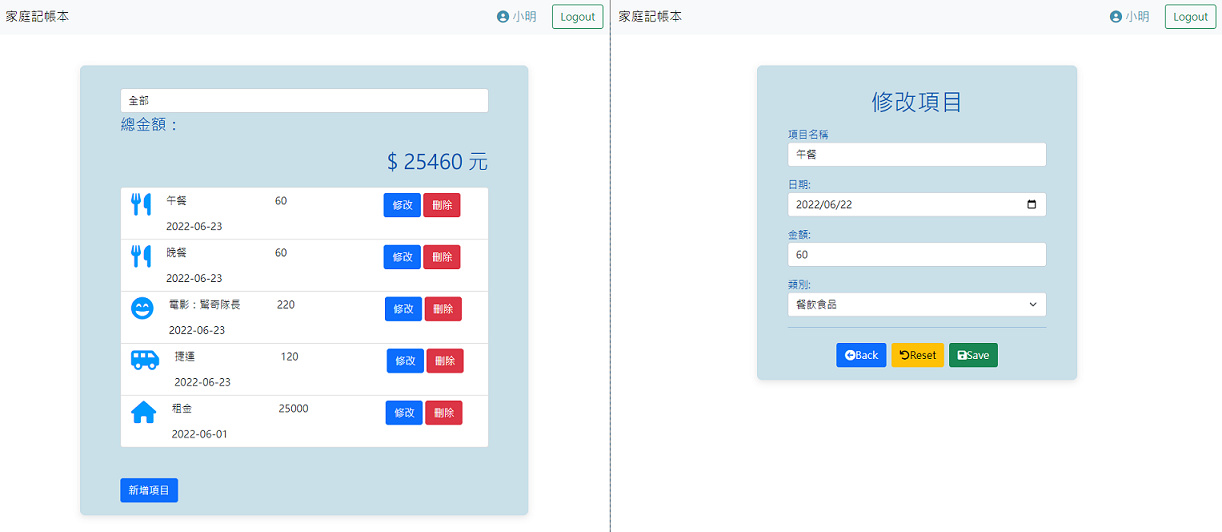 家庭記帳本
小明
Logout
全部
總金額：
$ 25460 元
午餐 60 修改 刪除
2022-06-23
晚餐 60 修改 刪除
2022-06-23
電影：驚奇隊長 220 修改 刪除
2022-06-23
捷運 120 修改 刪除
2022-06-23
租金 25000 修改 刪除
2022-06-01
新增項目
家庭記帳本
小明
Logout
修改項目
項目名稱
午餐
日期:
2022/06/22
金額:
60
類別:
餐飲食品
Back Reset Save